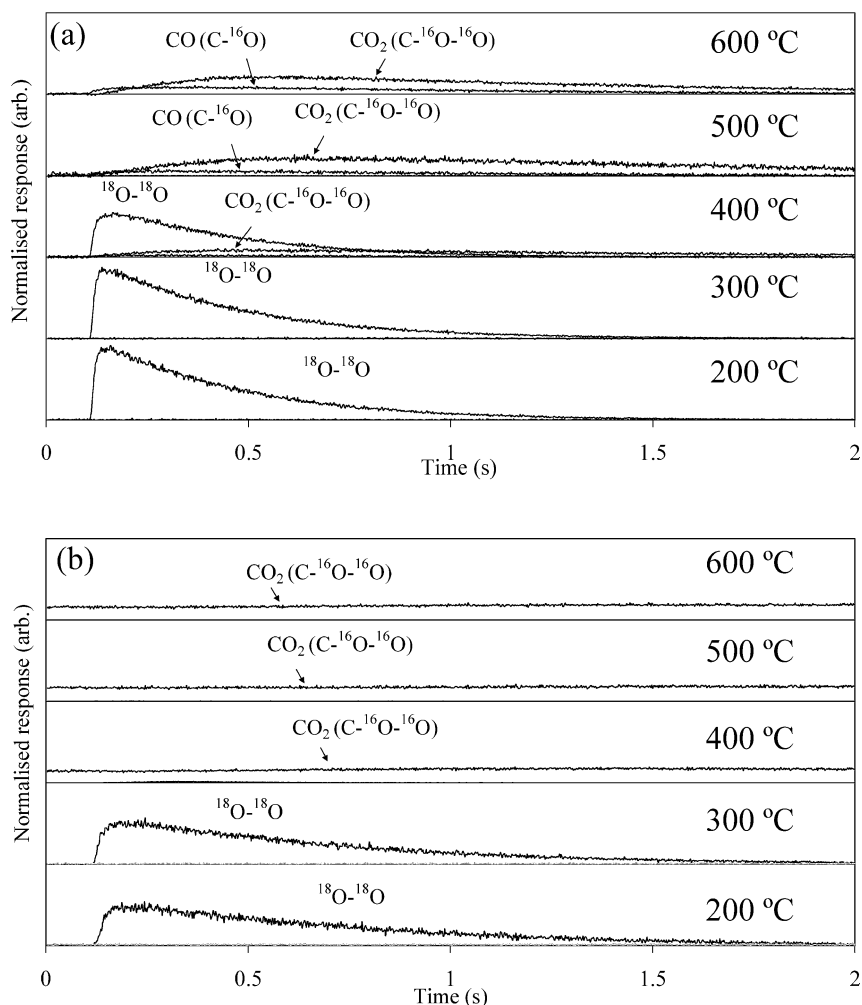 (a)
CO (C-¹⁶O)
CO₂ (C-¹⁶O-¹⁶O)
600 ºC
CO (C-¹⁶O)
CO₂ (C-¹⁶O-¹⁶O)
500 ºC
¹⁸O-¹⁸O
CO₂ (C-¹⁶O-¹⁶O)
400 ºC
¹⁸O-¹⁸O
300 ºC
¹⁸O-¹⁸O
200 ºC
Normalised response (arb.)
0 0.5 1 1.5 2
Time (s)
(b)
CO₂ (C-¹⁶O-¹⁶O)
600 ºC
CO₂ (C-¹⁶O-¹⁶O)
500 ºC
CO₂ (C-¹⁶O-¹⁶O)
400 ºC
¹⁸O-¹⁸O
300 ºC
¹⁸O-¹⁸O
200 ºC
Normalised response (arb.)
0 0.5 1 1.5 2
Time (s)